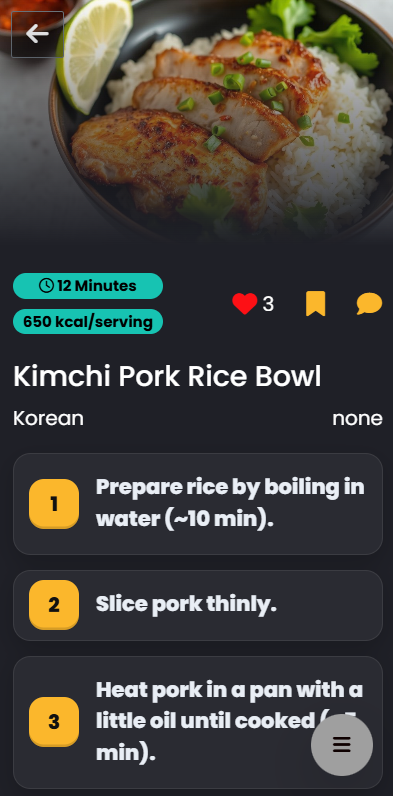 12 Minutes
3
650 kcal/serving
Kimchi Pork Rice Bowl
Korean
none
1
Prepare rice by boiling in
water (~10 min).
2
Slice pork thinly.
3
Heat pork in a pan with a
little oil until cooked
min).